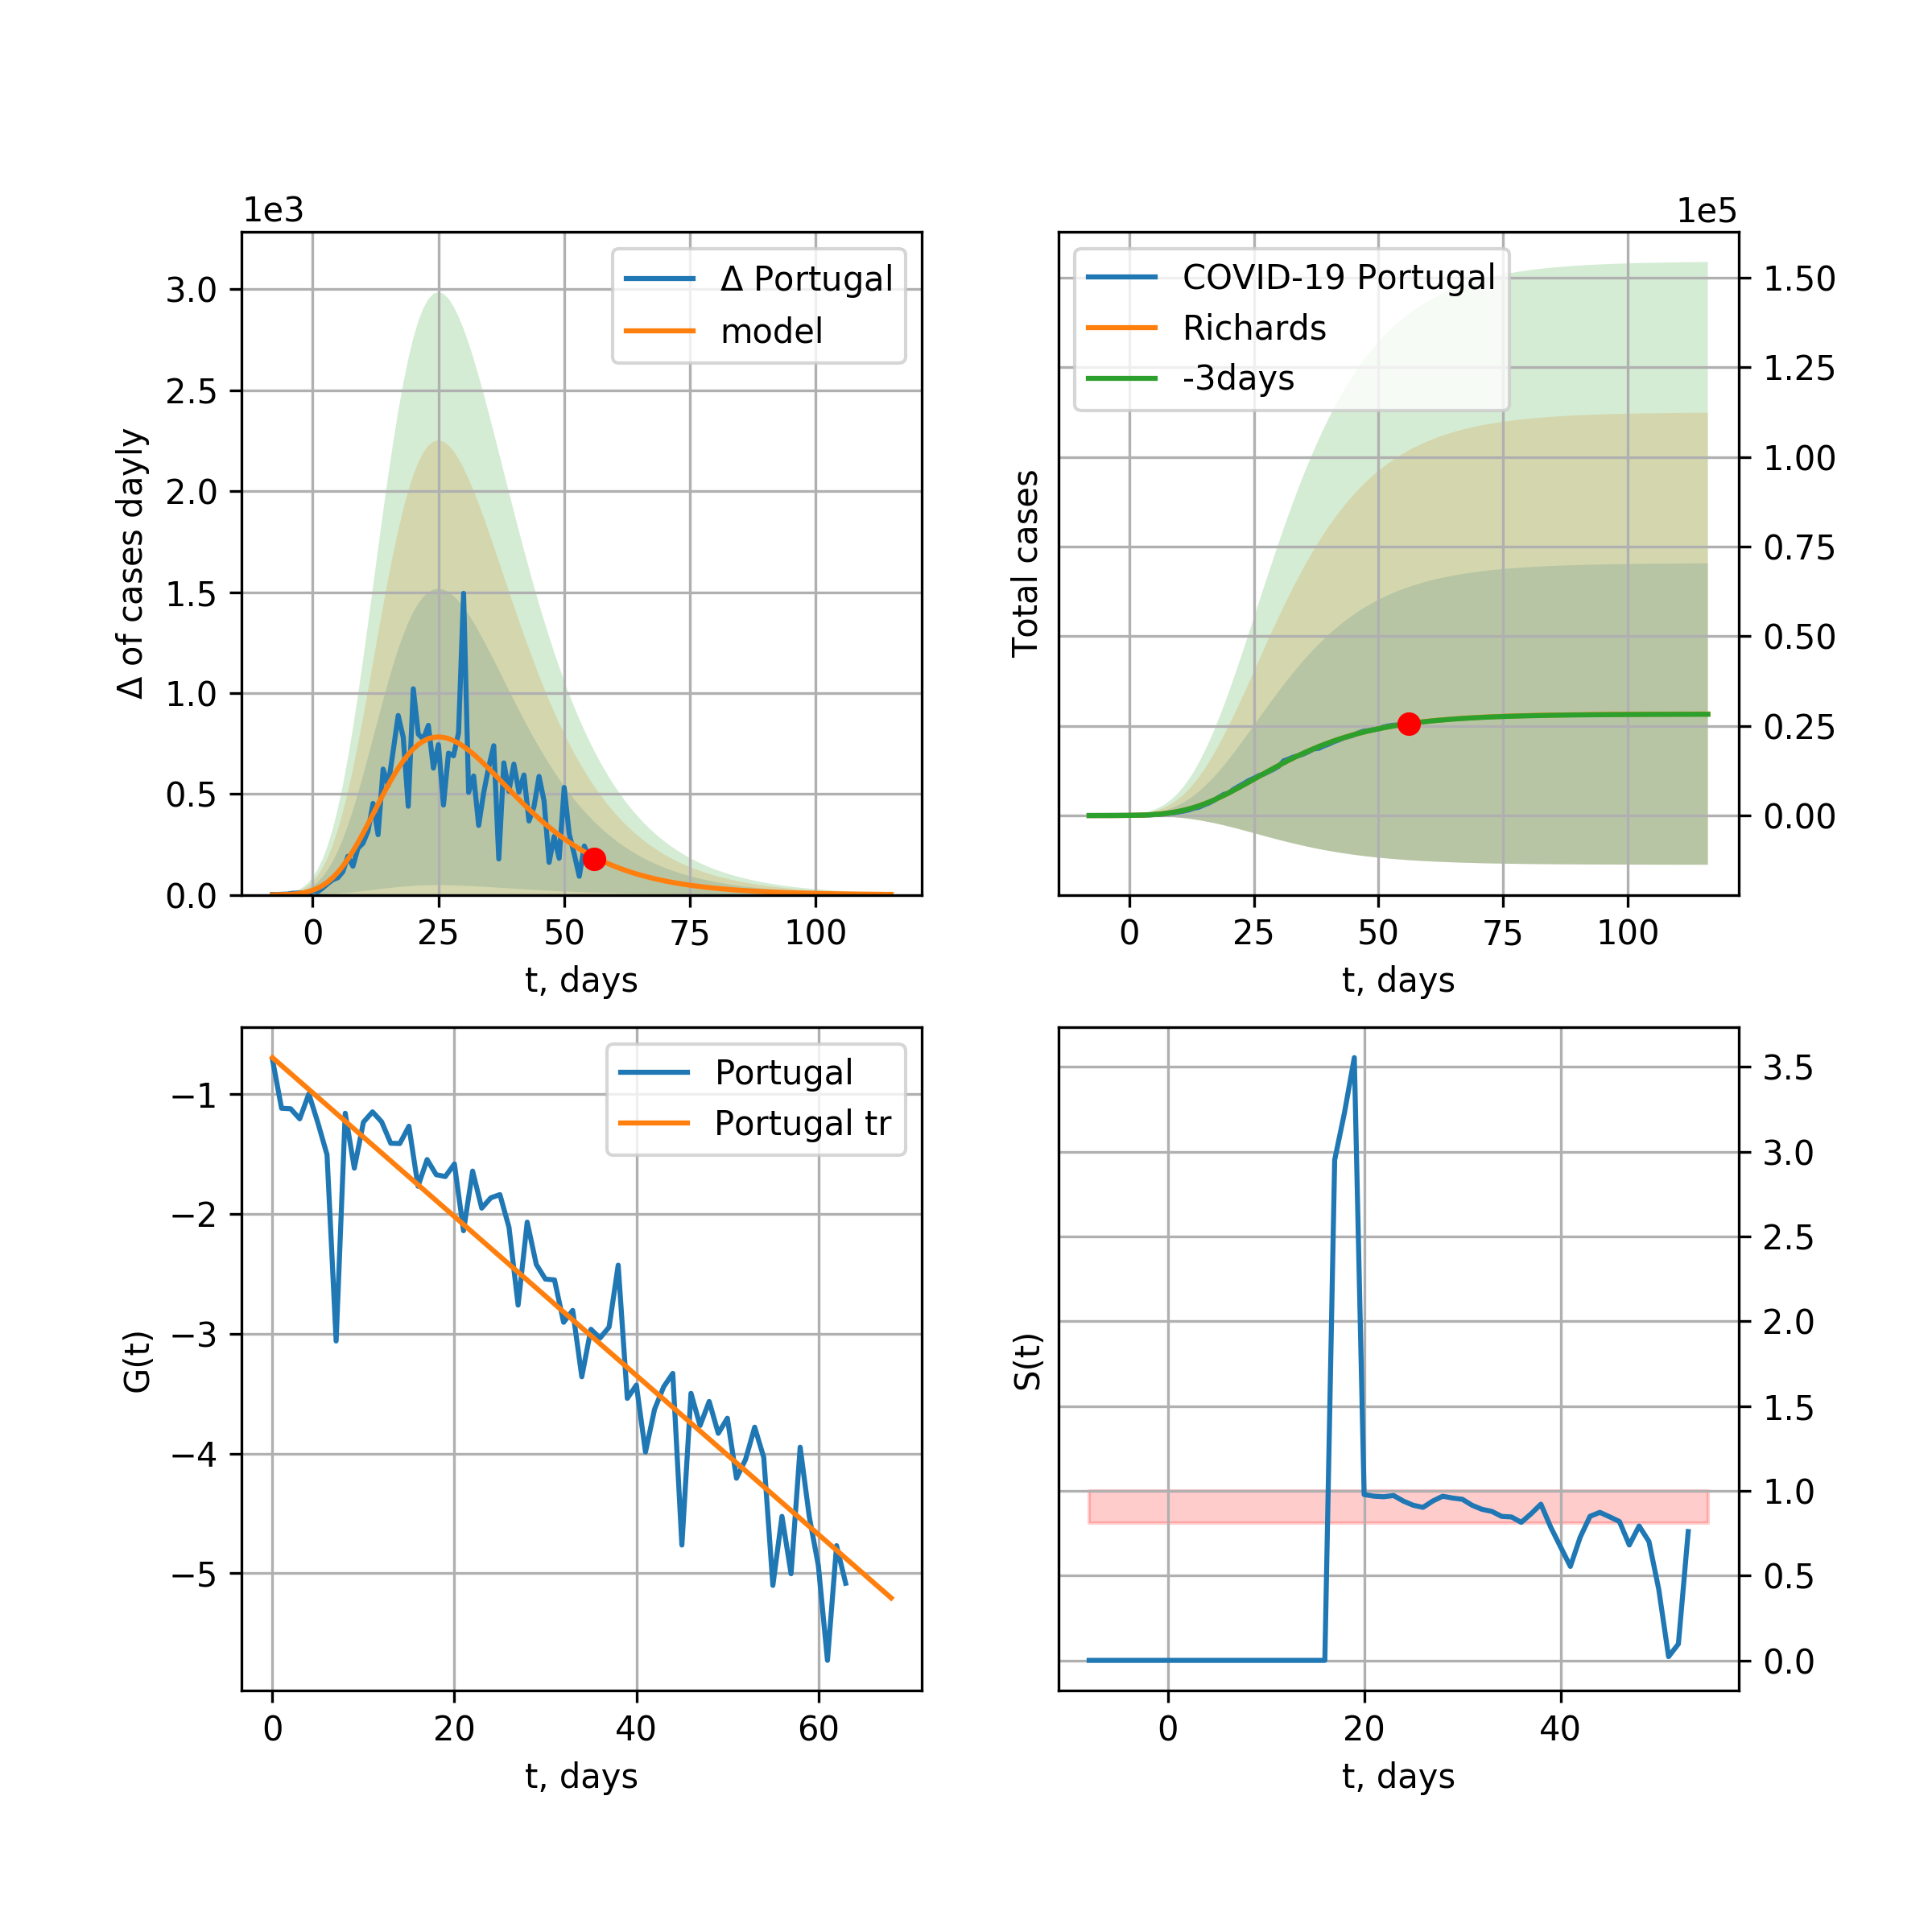 1e3
Δ of cases dayly
3.0
2.5
2.0
1.5
1.0
0.5
0.0
Δ Portugal
model
0 25 50 75 100
t, days
1e5
Total cases
COVID-19 Portugal
Richards
-3days
1.50
1.25
1.00
0.75
0.50
0.25
0.00
0 25 50 75 100
t, days
G(t)
−1
−2
−3
−4
−5
Portugal
Portugal tr
0 20 40 60
t, days
S(t)
3.5
3.0
2.5
2.0
1.5
1.0
0.5
0.0
0 20 40
t, days